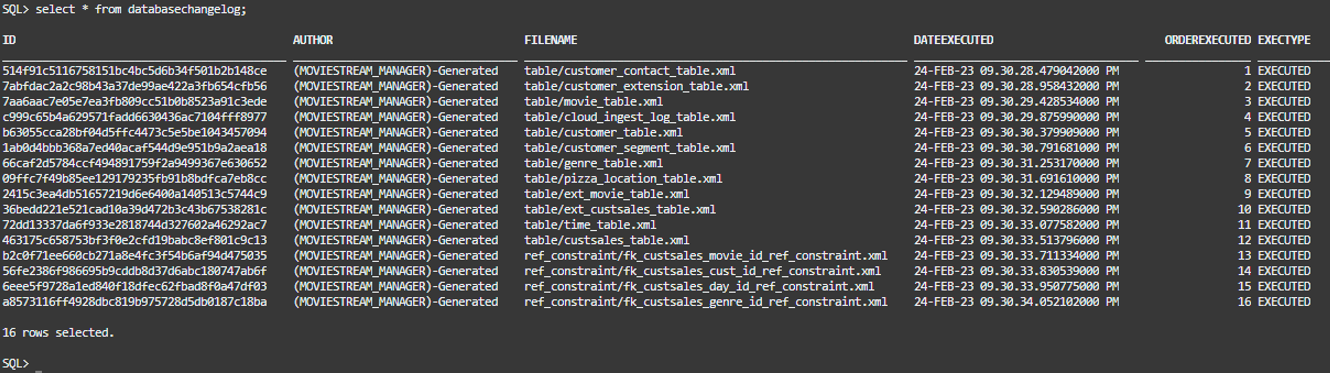 SQL> select * from databasechangelog;
ID AUTHOR FILENAME DATEEXECUTED ORDEREXECUTED EXECTYPE
514f91c5116758151bc4bc5d6b34f501b2b148ce (MOVIESTREAM_MANAGER)-Generated table/customer_contact_table.xml 24-FEB-23 09.30.28.479042000 PM 1 EXECUTED
7abfdac2a2c98b43a37de99ae422a3fb654cfb56 (MOVIESTREAM_MANAGER)-Generated table/customer_extension_table.xml 24-FEB-23 09.30.28.958432000 PM 2 EXECUTED
7aa6aac7e05e7ea3fb809cc51b0b8523a91c3ede (MOVIESTREAM_MANAGER)-Generated table/movie_table.xml 24-FEB-23 09.30.29.428534000 PM 3 EXECUTED
c999c65b4a629571fadd6630436ac7104fff8977 (MOVIESTREAM_MANAGER)-Generated table/cloud_ingest_log_table.xml 24-FEB-23 09.30.29.875990000 PM 4 EXECUTED
b63055cca28bf04d5ffc4473c5e5be1043457094 (MOVIESTREAM_MANAGER)-Generated table/customer_table.xml 24-FEB-23 09.30.30.379909000 PM 5 EXECUTED
1ab0d4bbb368a7ed40acaf544d9e951b9a2aea18 (MOVIESTREAM_MANAGER)-Generated table/customer_segment_table.xml 24-FEB-23 09.30.30.791681000 PM 6 EXECUTED
66caf2d5784ccf494891759f2a9499367e630652 (MOVIESTREAM_MANAGER)-Generated table/genre_table.xml 24-FEB-23 09.30.31.253170000 PM 7 EXECUTED
09ffc7f49b85ee129179235fb91b8bdfca7eb8cc (MOVIESTREAM_MANAGER)-Generated table/pizza_location_table.xml 24-FEB-23 09.30.31.691610000 PM 8 EXECUTED
2415c3ea4db51657219d6e6400a140513c5744c9 (MOVIESTREAM_MANAGER)-Generated table/ext_movie_table.xml 24-FEB-23 09.30.32.129489000 PM 9 EXECUTED
36bedd221e521cad10a39d472b3c43b67538281c (MOVIESTREAM_MANAGER)-Generated table/ext_custsales_table.xml 24-FEB-23 09.30.32.590286000 PM 10 EXECUTED
72dd13337da6f933e2818744d327602a46292ac7 (MOVIESTREAM_MANAGER)-Generated table/time_table.xml 24-FEB-23 09.30.33.077582000 PM 11 EXECUTED
463175c658753bf3f0e2cfd19babc8ef801c9c13 (MOVIESTREAM_MANAGER)-Generated table/custsales_table.xml 24-FEB-23 09.30.33.513796000 PM 12 EXECUTED
b2c0f71ee660cb271a8e4fc3f54b6af94d475035 (MOVIESTREAM_MANAGER)-Generated ref_constraint/fk_custsales_movie_id_ref_constraint.xml 24-FEB-23 09.30.33.711334000 PM 13 EXECUTED
56fe2386f986695b9cddb8d37d6abc180747ab6f (MOVIESTREAM_MANAGER)-Generated ref_constraint/fk_custsales_cust_id_ref_constraint.xml 24-FEB-23 09.30.33.830539000 PM 14 EXECUTED
6eee5f9728a1ed840f18dfec62fbad8f0a47df03 (MOVIESTREAM_MANAGER)-Generated ref_constraint/fk_custsales_day_id_ref_constraint.xml 24-FEB-23 09.30.33.950775000 PM 15 EXECUTED
a8573116ff4928dbc819b975728d5db0187c18ba (MOVIESTREAM_MANAGER)-Generated ref_constraint/fk_custsales_genre_id_ref_constraint.xml 24-FEB-23 09.30.34.052102000 PM 16 EXECUTED
16 rows selected.
SQL>